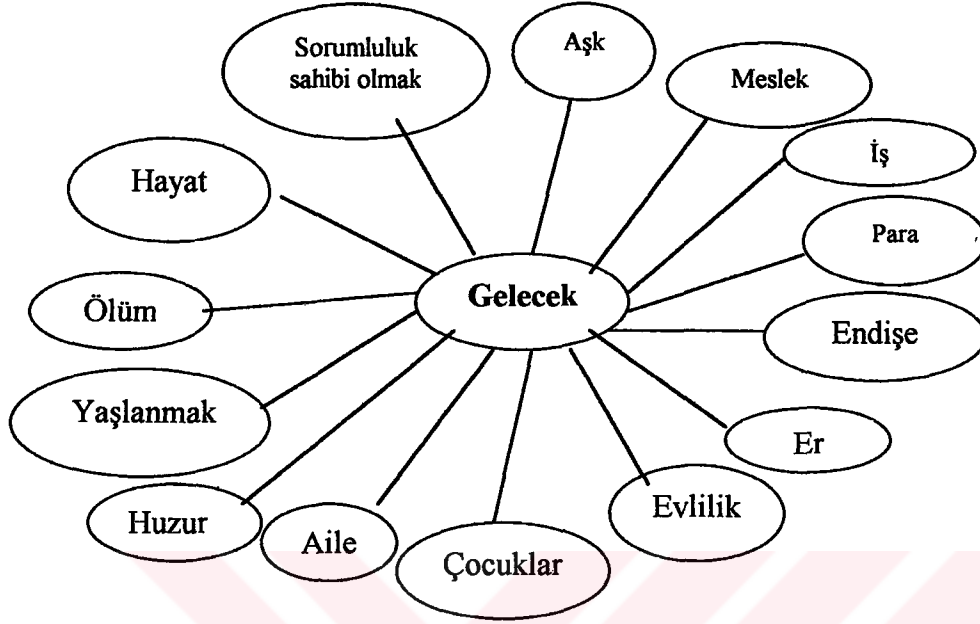 Sorumluluk
sahibi olmak
Aşk
Meslek
İş
Hayat
Para
Gelecek
Ölüm
Endişe
Yaşlanmak
Er
Evlilik
Huzur
Aile
Çocuklar